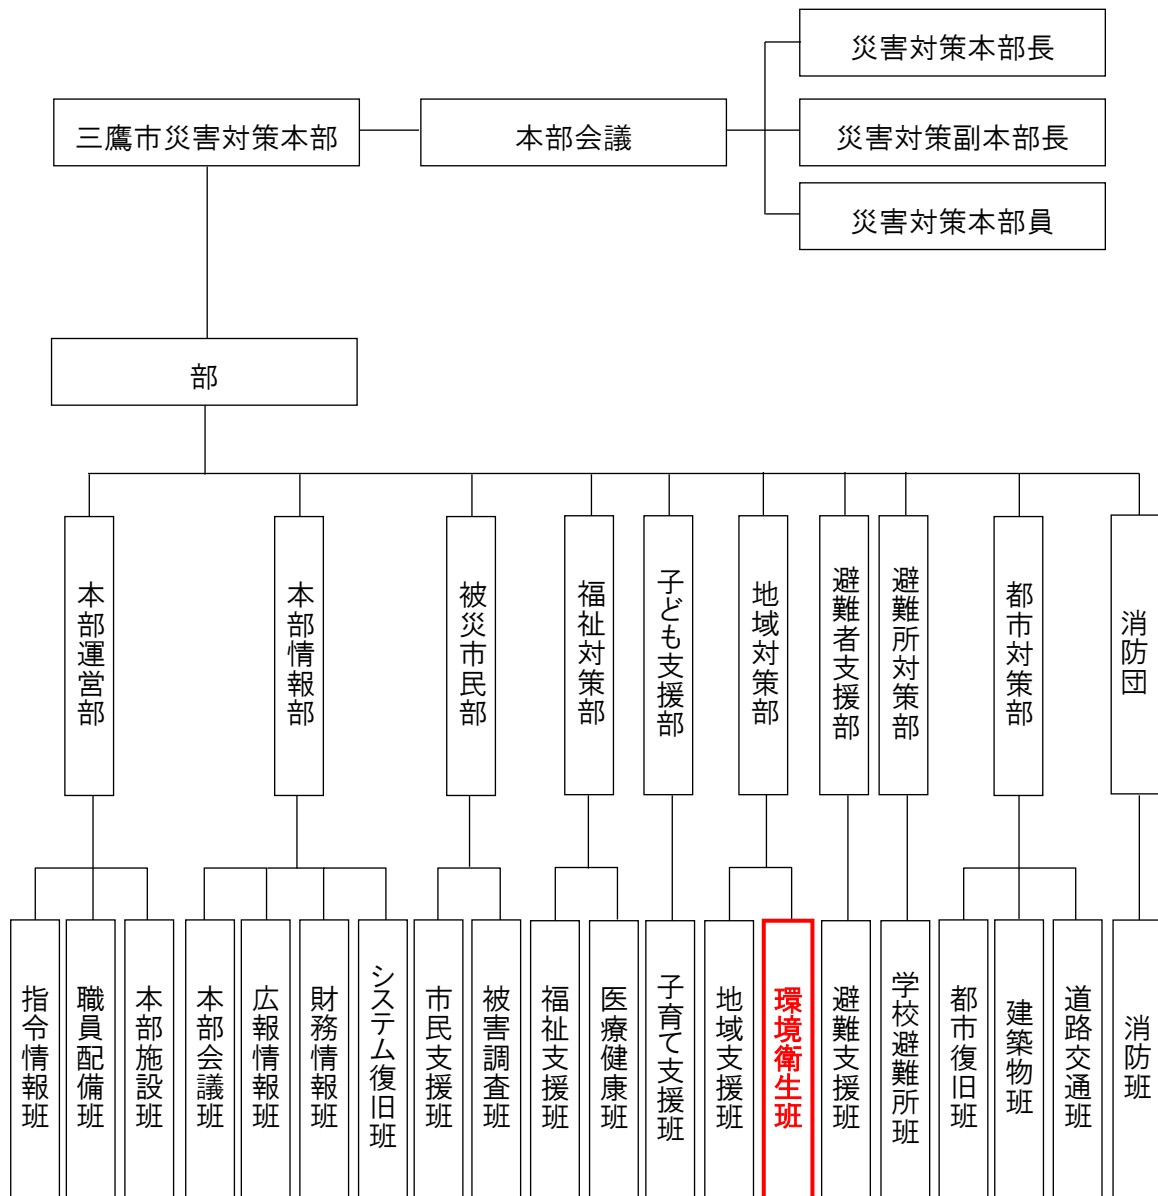 災害対策本部長
三鷹市災害対策本部
本部会議
災害対策副本部長
災害対策本部員
部
本部運営部
本部情報部
被災市民部
福祉対策部
子ども支援部
地域対策部
避難者支援部
避難所対策部
都市対策部
消防団
指令情報班
職員配備班
本部施設班
本部会議班
広報情報班
財務情報班
システム復旧班
市民支援班
被害調査班
福祉支援班
医療健康班
子育て支援班
地域支援班
環境衛生班
避難支援班
学校避難所班
都市復旧班
建築物班
道路交通班
消防班